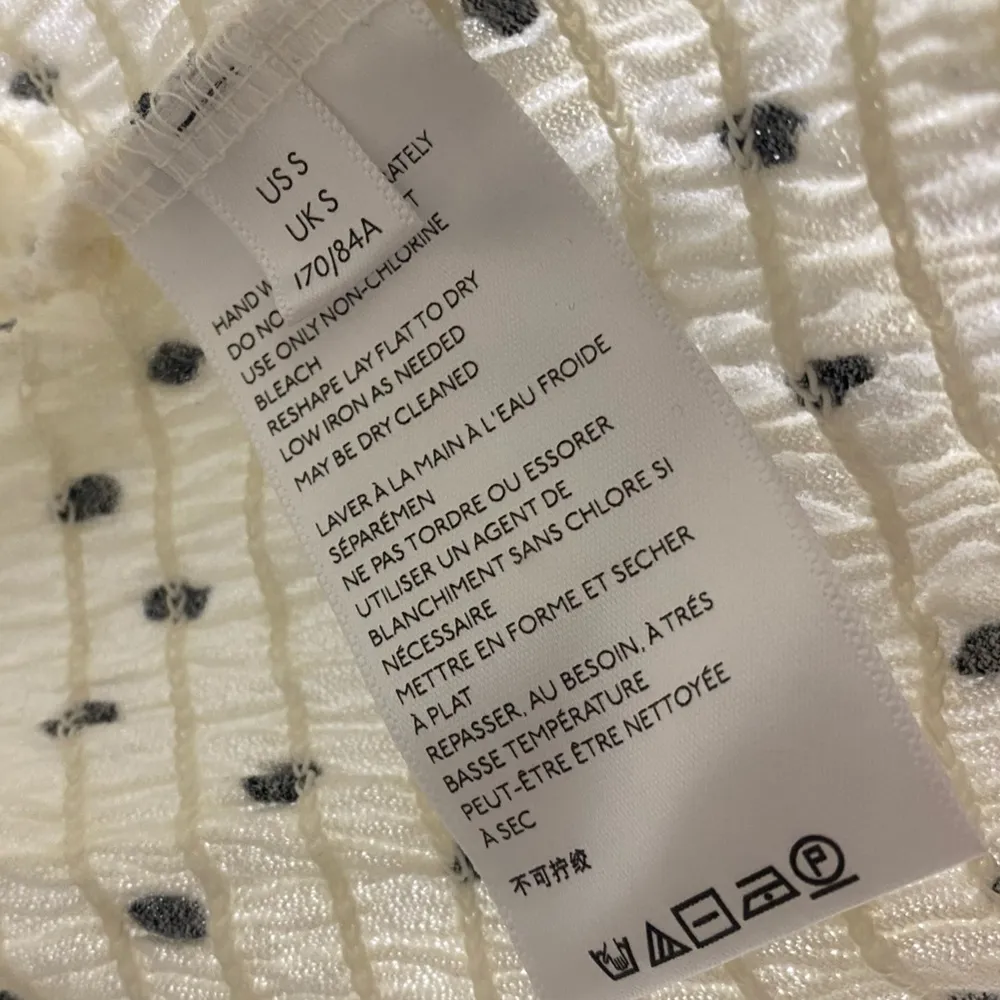 US S
UK S
170/84A
HAND
ATELY
DO NO
T
USE ONLY NON-CHLORINE
BLEACH
RESHAPE LAY FLAT TO DRY
LOW IRON AS NEEDED
MAY BE DRY CLEANED
LAVER À LA MAIN À L'EAU FROIDE
SÉPARÉMEN
NE PAS TORDRE OU ESSORER
UTILISER UN AGENT DE
BLANCHIMENT SANS CHLORE SI
NÉCESSAIRE
METTRE EN FORME ET SECHER
À PLAT
REPASSER, AU BESOIN, À TRÉS
BASSE TEMPÉRATURE
PEUT-ÊTRE ÊTRE NETTOYÉE
À SEC
不可拧绞
P